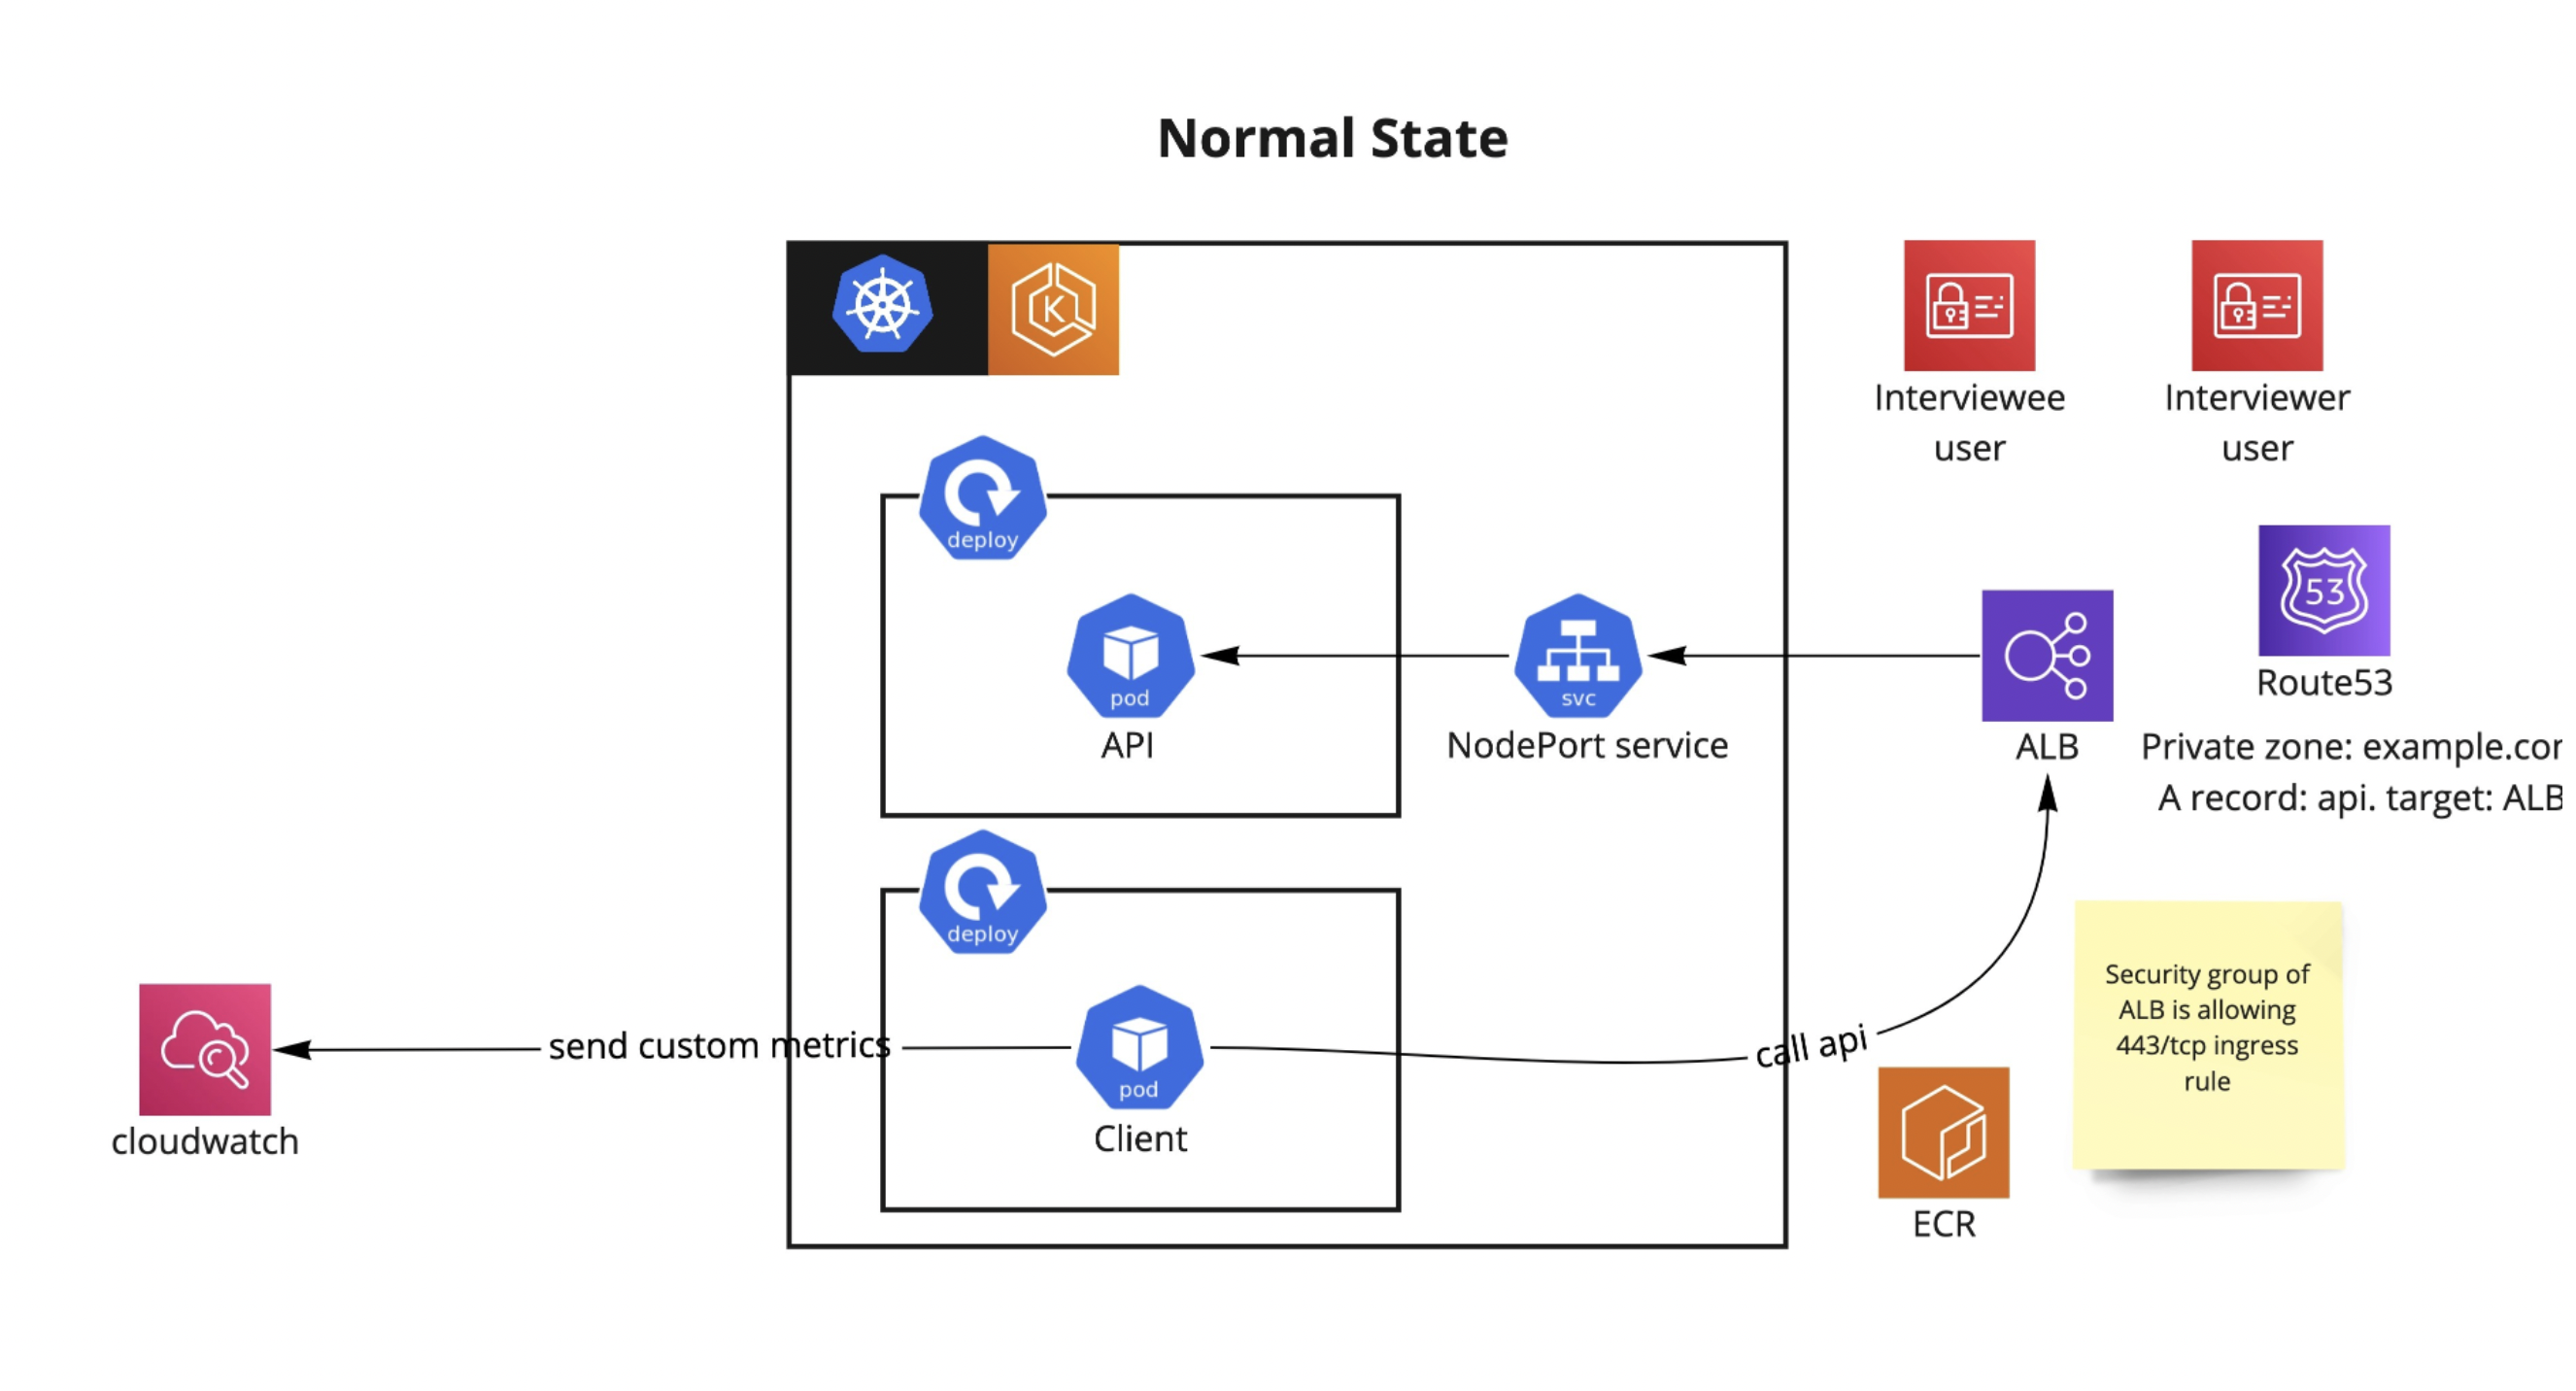 Normal State
K
Interviewee
user
Interviewer
user
deploy
pod
API
svc
NodePort service
ALB
53
Route53
Private zone: example.com
A record: api. target: ALB
deploy
pod
Client
send custom metrics
cloudwatch
call api
ECR
Security group of
ALB is allowing
443/tcp ingress
rule